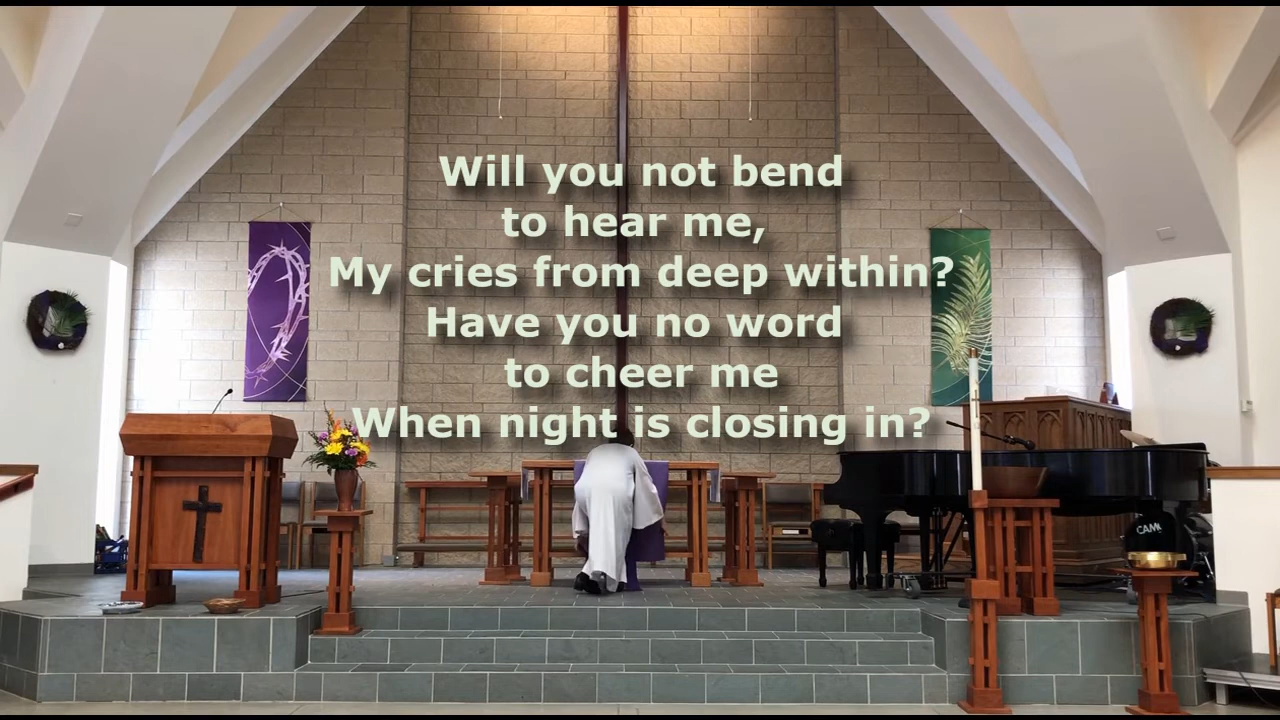 Will you not bend
to hear me,
My cries from deep within?
Have you no word
to cheer me
When night is closing in?
CAMK